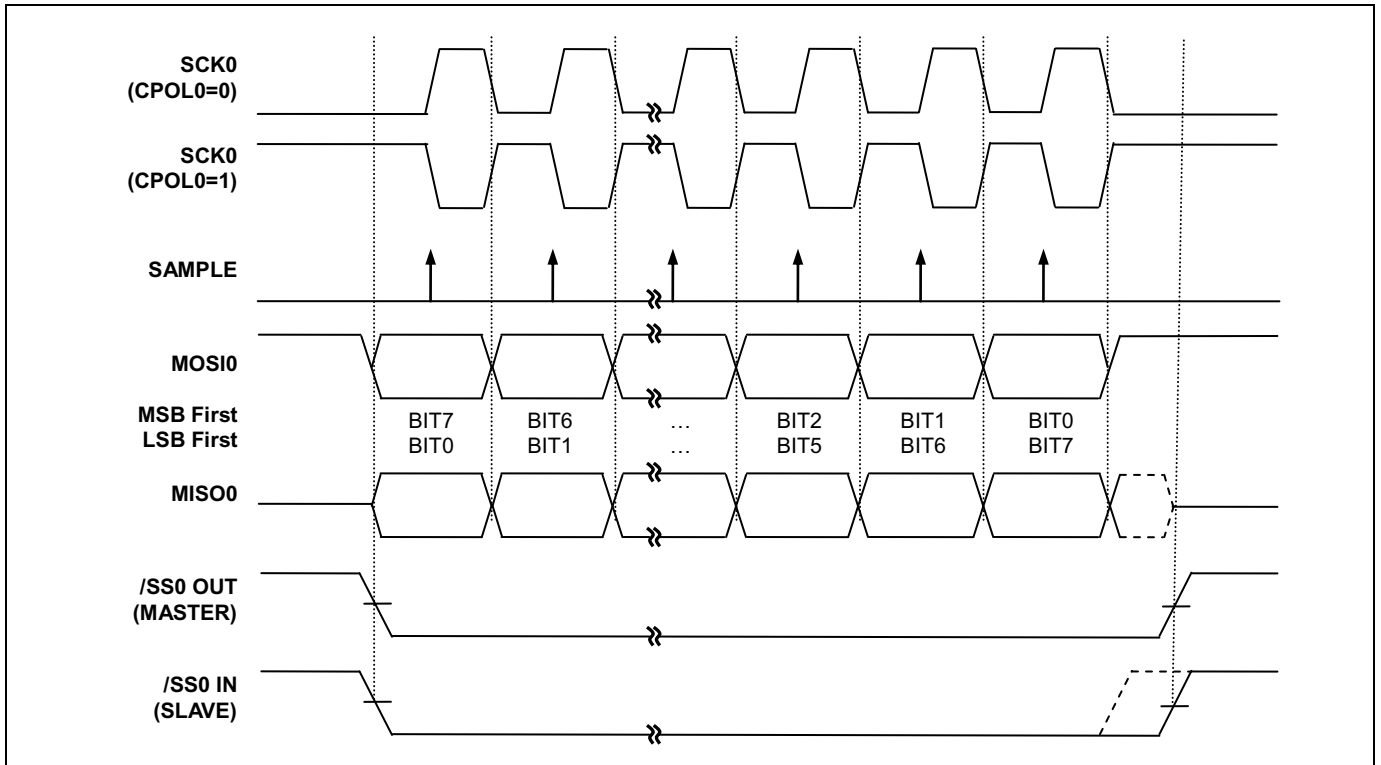 SCK0
(CPOL0=0)
SCK0
(CPOL0=1)
SAMPLE
MOSI0
MSB First BIT7 BIT6 ... BIT2 BIT1 BIT0
LSB First BIT0 BIT1 ... BIT5 BIT6 BIT7
MISO0
/SS0 OUT
(MASTER)
/SS0 IN
(SLAVE)